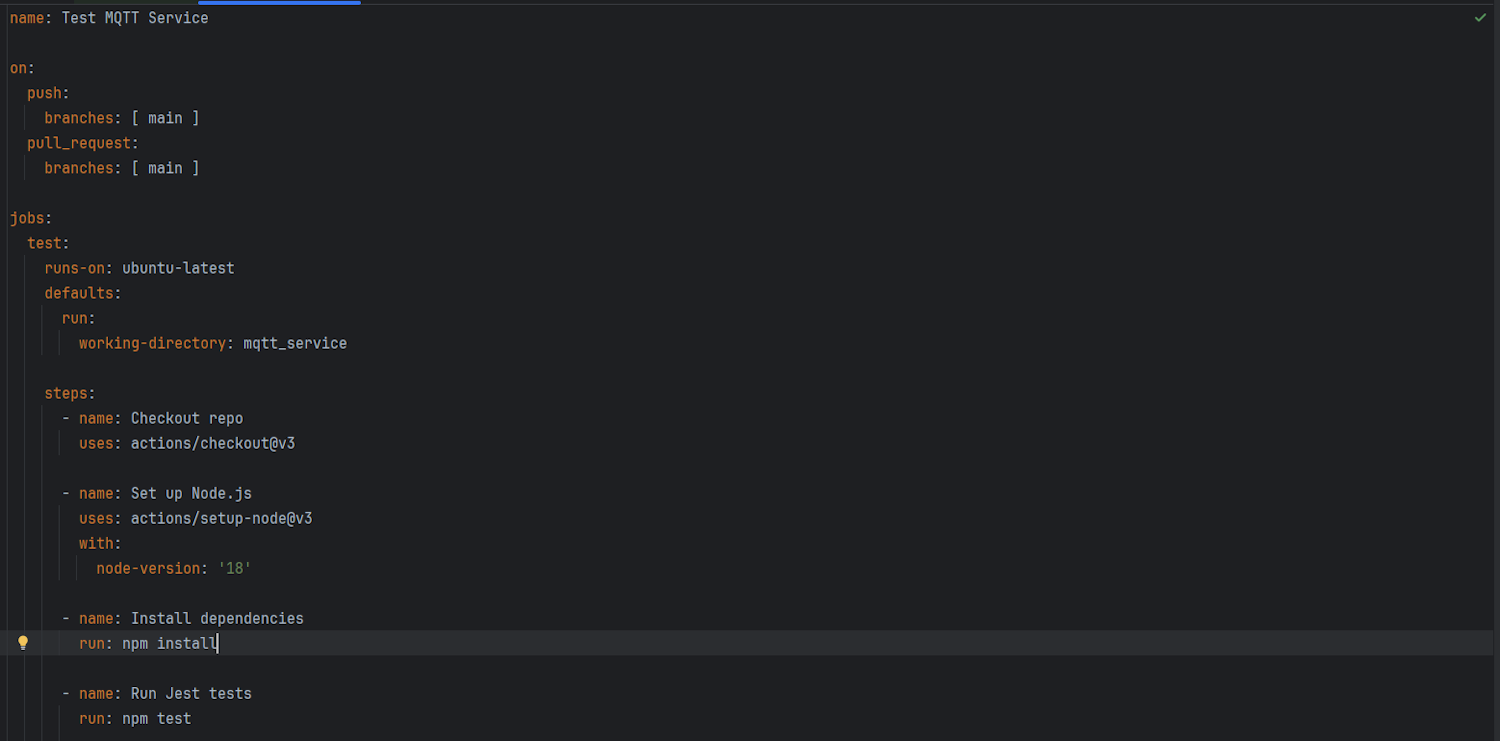 name: Test MQTT Service
on:
  push:
    branches: [ main ]
  pull_request:
    branches: [ main ]
jobs:
  test:
    runs-on: ubuntu-latest
    defaults:
      run:
        working-directory: mqtt_service
    steps:
      - name: Checkout repo
        uses: actions/checkout@v3
      - name: Set up Node.js
        uses: actions/setup-node@v3
        with:
          node-version: '18'
      - name: Install dependencies
        run: npm install
      - name: Run Jest tests
        run: npm test